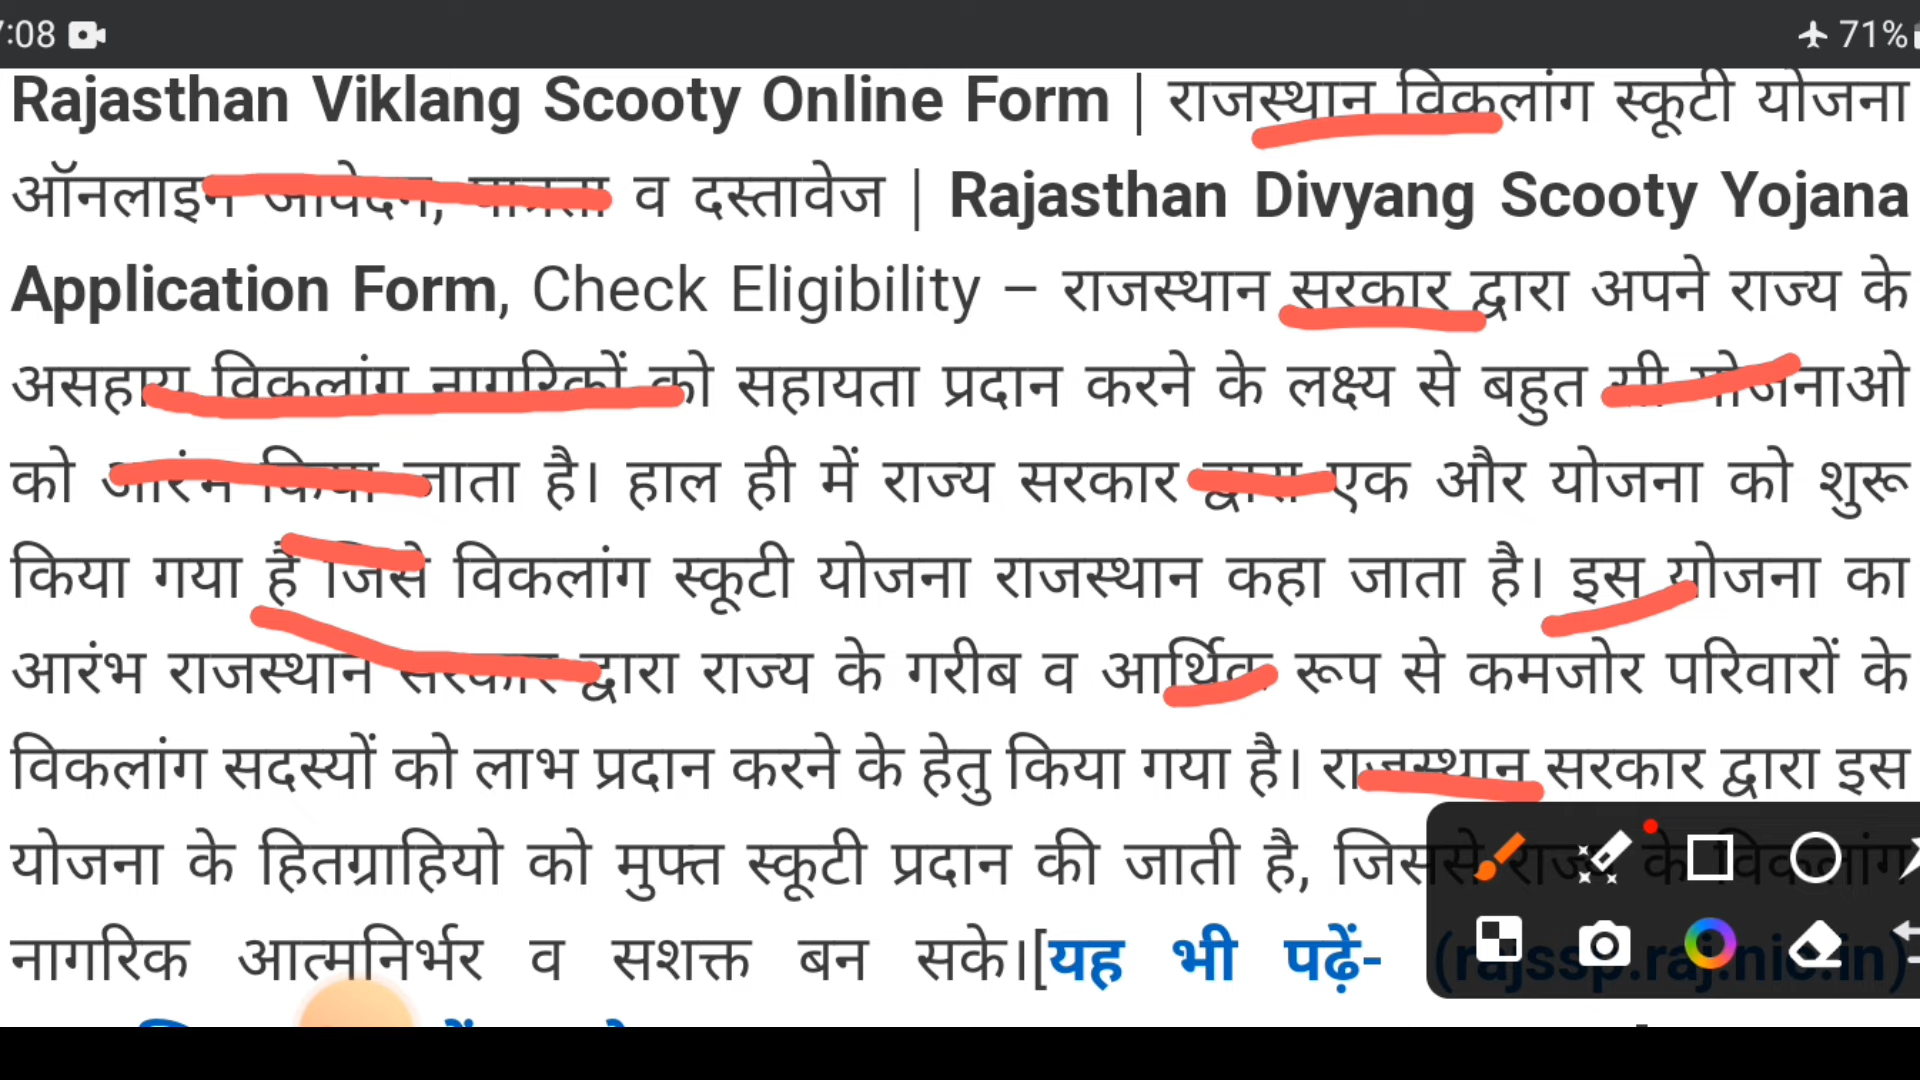 :08 71%
Rajasthan Viklang Scooty Online Form | राजस्थान विकलांग स्कूटी योजना
ऑनलाइन आवेदन, पात्रता व दस्तावेज | Rajasthan Divyang Scooty Yojana
Application Form, Check Eligibility – राजस्थान सरकार द्वारा अपने राज्य के
असहाय विकलांग नागरिकों को सहायता प्रदान करने के लक्ष्य से बहुत सी योजनाओ
को आरंभ किया जाता है। हाल ही में राज्य सरकार द्वारा एक और योजना को शुरू
किया गया है जिसे विकलांग स्कूटी योजना राजस्थान कहा जाता है। इस योजना का
आरंभ राजस्थान सरकार द्वारा राज्य के गरीब व आर्थिक रूप से कमजोर परिवारों के
विकलांग सदस्यों को लाभ प्रदान करने के हेतु किया गया है। राजस्थान सरकार द्वारा इस
योजना के हितग्राहियो को मुफ्त स्कूटी प्रदान की जाती है, जिससे राज्य के विकलांग
नागरिक आत्मनिर्भर व सशक्त बन सके।[यह भी पढ़ें- (rajssp.raj.nic.in)